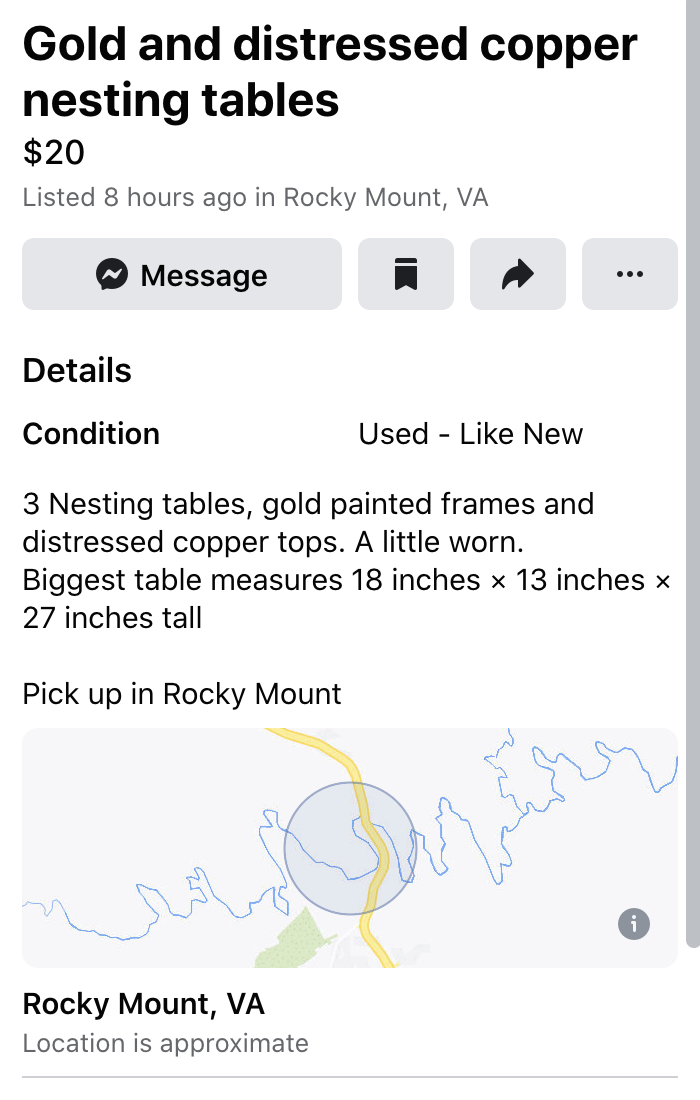 Gold and distressed copper
nesting tables
$20
Listed 8 hours ago in Rocky Mount, VA
Message
Details
Condition
Used - Like New
3 Nesting tables, gold painted frames and
distressed copper tops. A little worn.
Biggest table measures 18 inches × 13 inches ×
27 inches tall
Pick up in Rocky Mount
Rocky Mount, VA
Location is approximate